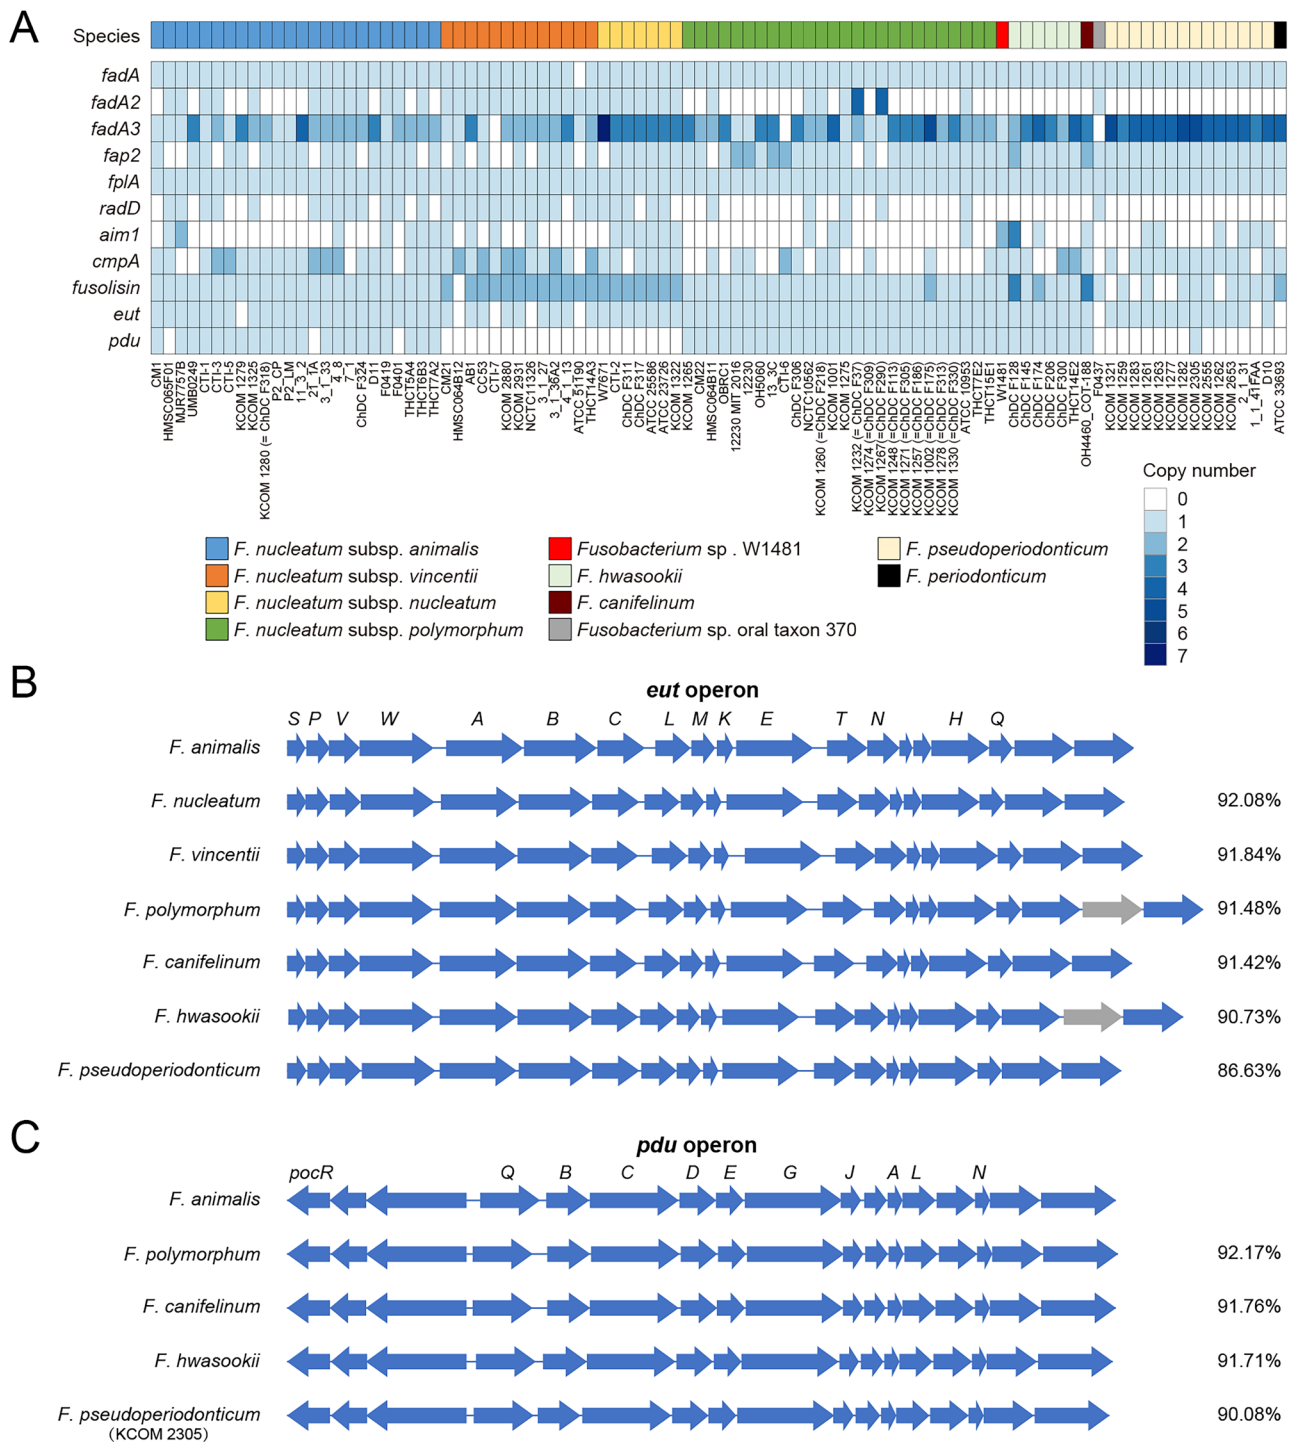 A
Species
fadA
fadA2
fadA3
fap2
fplA
radD
aim1
cmpA
fusolisin
eut
pdu
CM1
HMSC065F01
MJR7757B
UMB0249
CTI-1
CTI-3
CTI-5
KCOM 1279
KCOM 1325
KCOM 1280 (= ChDC F318)
P2_CP
P2_LM
11_3_2
21_1A
3_1_33
4_8
7_1
ChDC F324
D11
F0419
F0401
THCT5A4
THCT6B3
THCT7A2
CM21
HMSC064B12
AB1
CC53
CTI-7
KCOM 2880
KCOM 2931
NCTC11326
3_1_27
3_1_36A2
4_1_13
ATCC 51190
THCT14A3
W7671
CTI-2
ChDC F311
ChDC F317
ATCC 25586
ATCC 23726
KCOM 1322
KCOM 1275
CM22
HMSC064B11
OBRC1
12230 MIT 2016
12230
OH5060
13_3C
CTI-6
ChDC F306
NCTC10562
KCOM 1260 (=ChDC F218)
KCOM 1001
KCOM 1275
KCOM 1232 (= ChDC F37)
KCOM 1274 (=ChDC F309)
KCOM 1267(=ChDC F290)
KCOM 1248 (=ChDC F113)
KCOM 1271 (=ChDC F305)
KCOM 1257 (=ChDC F186)
KCOM 1002 (=ChDC F175)
KCOM 1278 (=ChDC F313)
KCOM 1330 (=ChDC F330)
ATCC 10953
THCT7E2
THCT15E1
W1481
ChDC F128
ChDC F145
ChDC F174
ChDC F206
ChDC F300
THCT14E2
OH4460_COT-188
F0437
KCOM 1321
KCOM 1259
KCOM 1262
KCOM 1261
KCOM 1263
KCOM 1277
KCOM 1282
KCOM 2305
KCOM 2555
KCOM 1262
KCOM 2653
2_1_31
1_1_41FAA
D10
ATCC 33693
Copy number
0
1
2
3
4
5
6
7
F. nucleatum subsp. animalis
F. nucleatum subsp. vincentii
F. nucleatum subsp. nucleatum
F. nucleatum subsp. polymorphum
Fusobacterium sp . W1481
F. hwasookii
F. canifelinum
Fusobacterium sp. oral taxon 370
F. pseudoperiodonticum
F. periodonticum
B
eut operon
S P V W A B C L M K E T N H Q
F. animalis
F. nucleatum 92.08%
F. vincentii 91.84%
F. polymorphum 91.48%
F. canifelinum 91.42%
F. hwasookii 90.73%
F. pseudoperiodonticum 86.63%
C
pdu operon
pocR Q B C D E G J A L N
F. animalis
F. polymorphum 92.17%
F. canifelinum 91.76%
F. hwasookii 91.71%
F. pseudoperiodonticum 90.08%
(KCOM 2305)